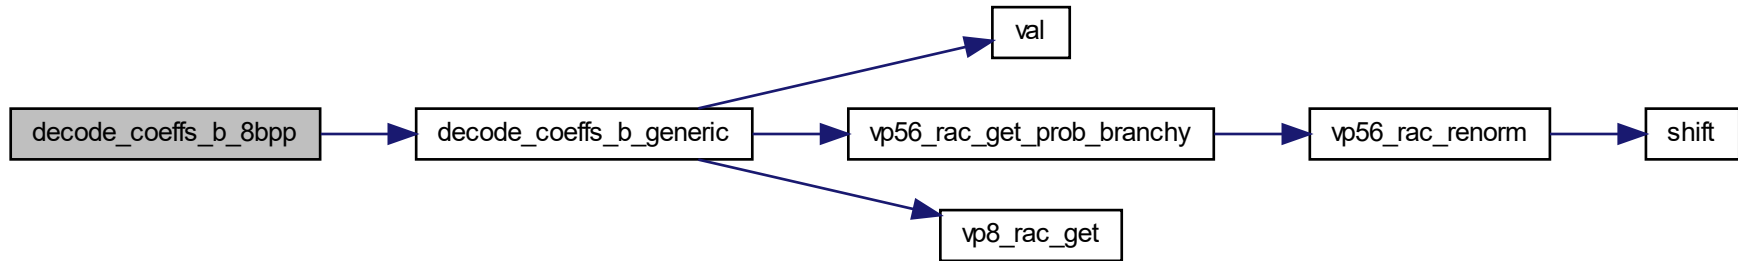 val
decode_coeffs_b_8bpp
decode_coeffs_b_generic
vp56_rac_get_prob_branchy
vp56_rac_renorm
shift
vp8_rac_get